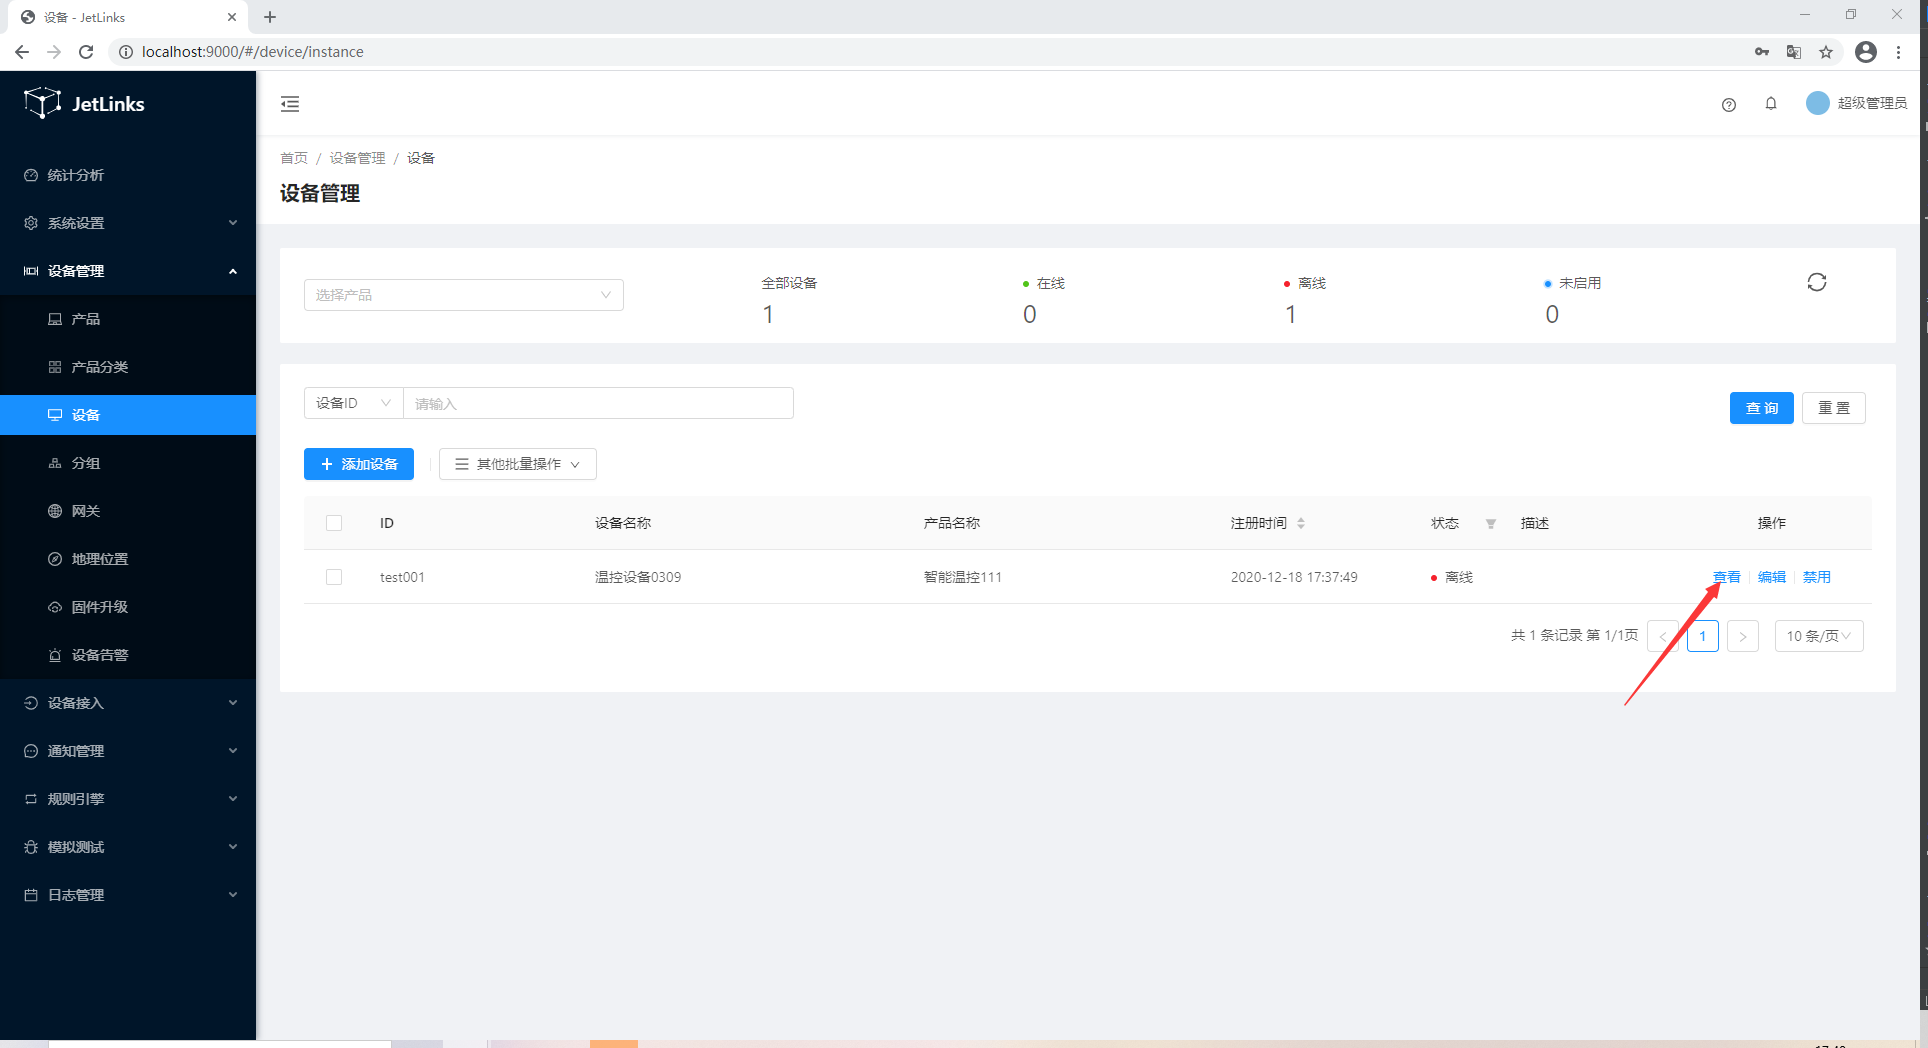 设备 - JetLinks
localhost:9000/#/device/instance
JetLinks
超级管理员
统计分析
系统设置
设备管理
产品
产品分类
设备
分组
网关
地理位置
固件升级
设备告警
设备接入
通知管理
规则引擎
模拟测试
日志管理
首页 / 设备管理 / 设备
设备管理
选择产品
全部设备 在线 离线 未启用
1 0 1 0
设备ID 请输入
查 询 重 置
添加设备 其他批量操作
ID 设备名称 产品名称 注册时间 状态 描述 操作
test001 温控设备0309 智能温控111 2020-12-18 17:37:49 离线 查看 编辑 禁用
共 1 条记录 第 1/1页 < 1 > 10 条/页